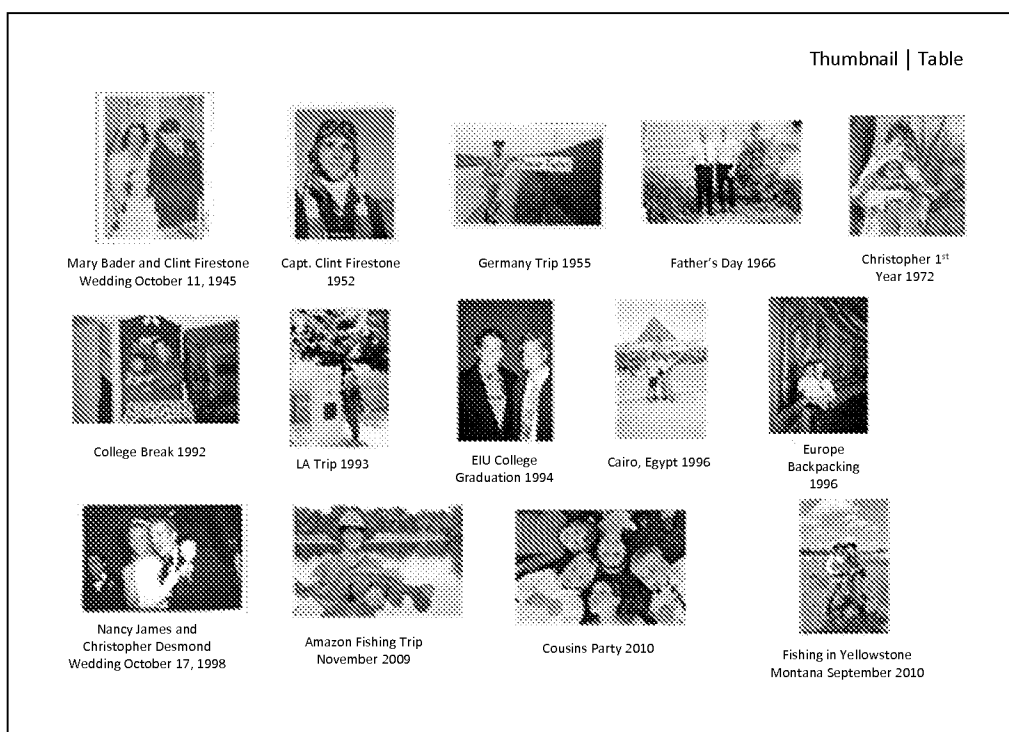 Thumbnail | Table
Mary Bader and Clint Firestone
Wedding October 11, 1945
Capt. Clint Firestone
1952
Germany Trip 1955
Father's Day 1966
Christopher 1st
Year 1972
College Break 1992
LA Trip 1993
EIU College
Graduation 1994
Cairo, Egypt 1996
Europe
Backpacking
1996
Nancy James and
Christopher Desmond
Wedding October 17, 1998
Amazon Fishing Trip
November 2009
Cousins Party 2010
Fishing in Yellowstone
Montana September 2010